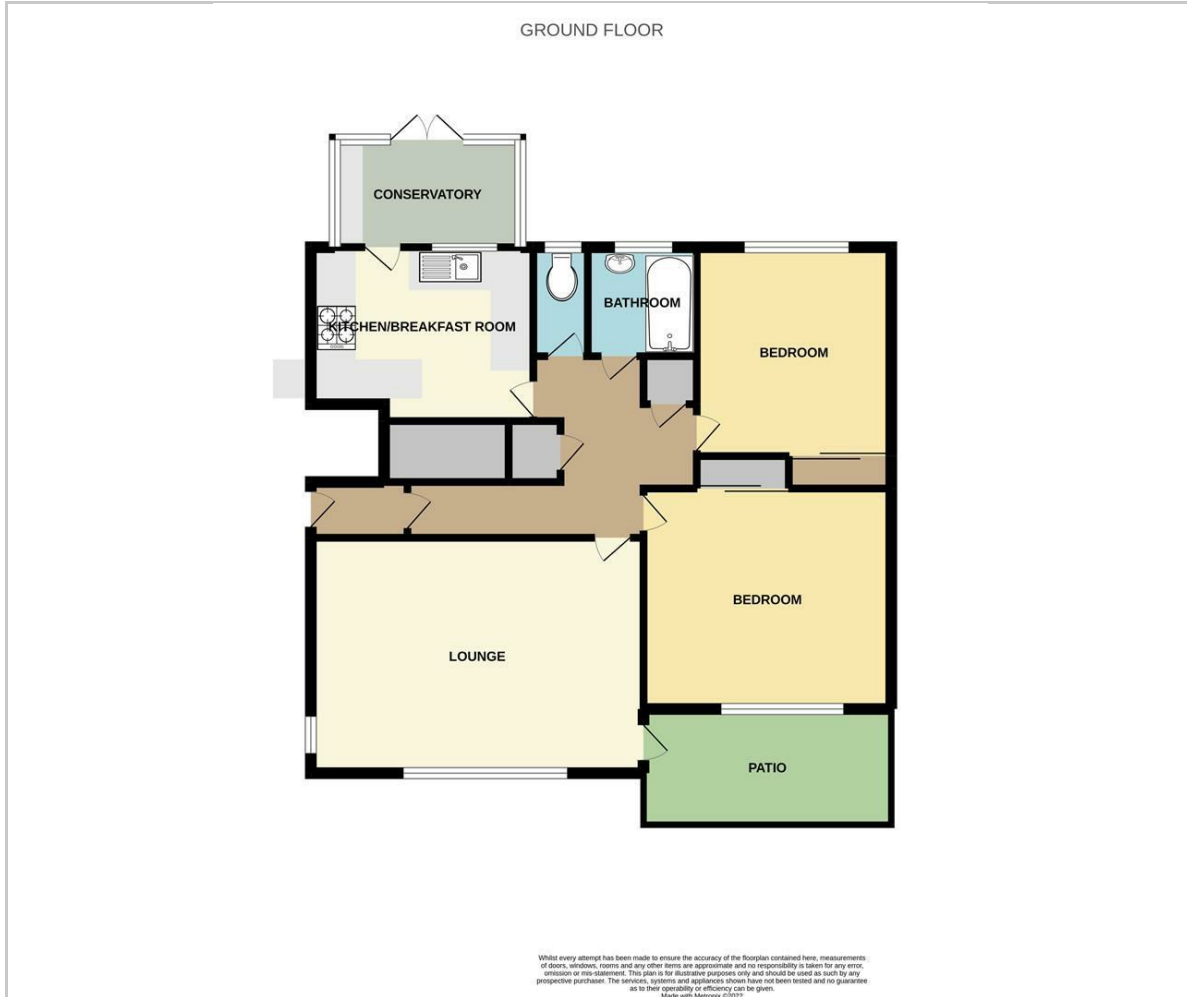 GROUND FLOOR
CONSERVATORY
KITCHEN/BREAKFAST ROOM
BATHROOM
BEDROOM
BEDROOM
LOUNGE
PATIO
Whilst every attempt has been made to ensure the accuracy of the floorplan contained here, measurements
of doors, windows, rooms and any other items are approximate and no responsibility is taken for any error,
omission or mis-statement. This plan is for illustrative purposes only and should be used as such by any
prospective purchaser. The services, systems and appliances shown have not been tested and no guarantee
as to their operability or efficiency can be given.
Made with Metropix ©2022